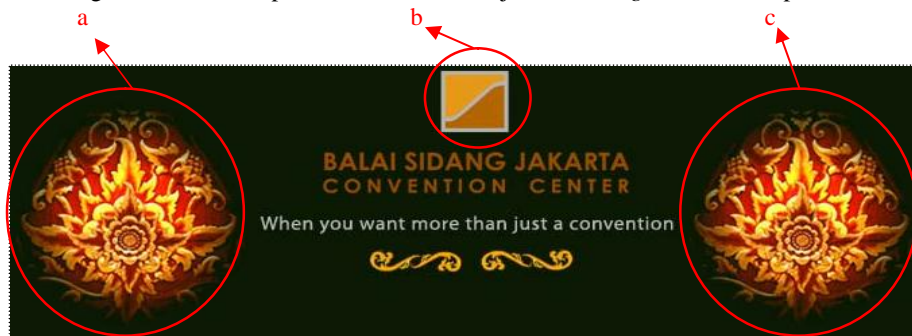 a b c
BALAI SIDANG JAKARTA
CONVENTION CENTER
When you want more than just a convention